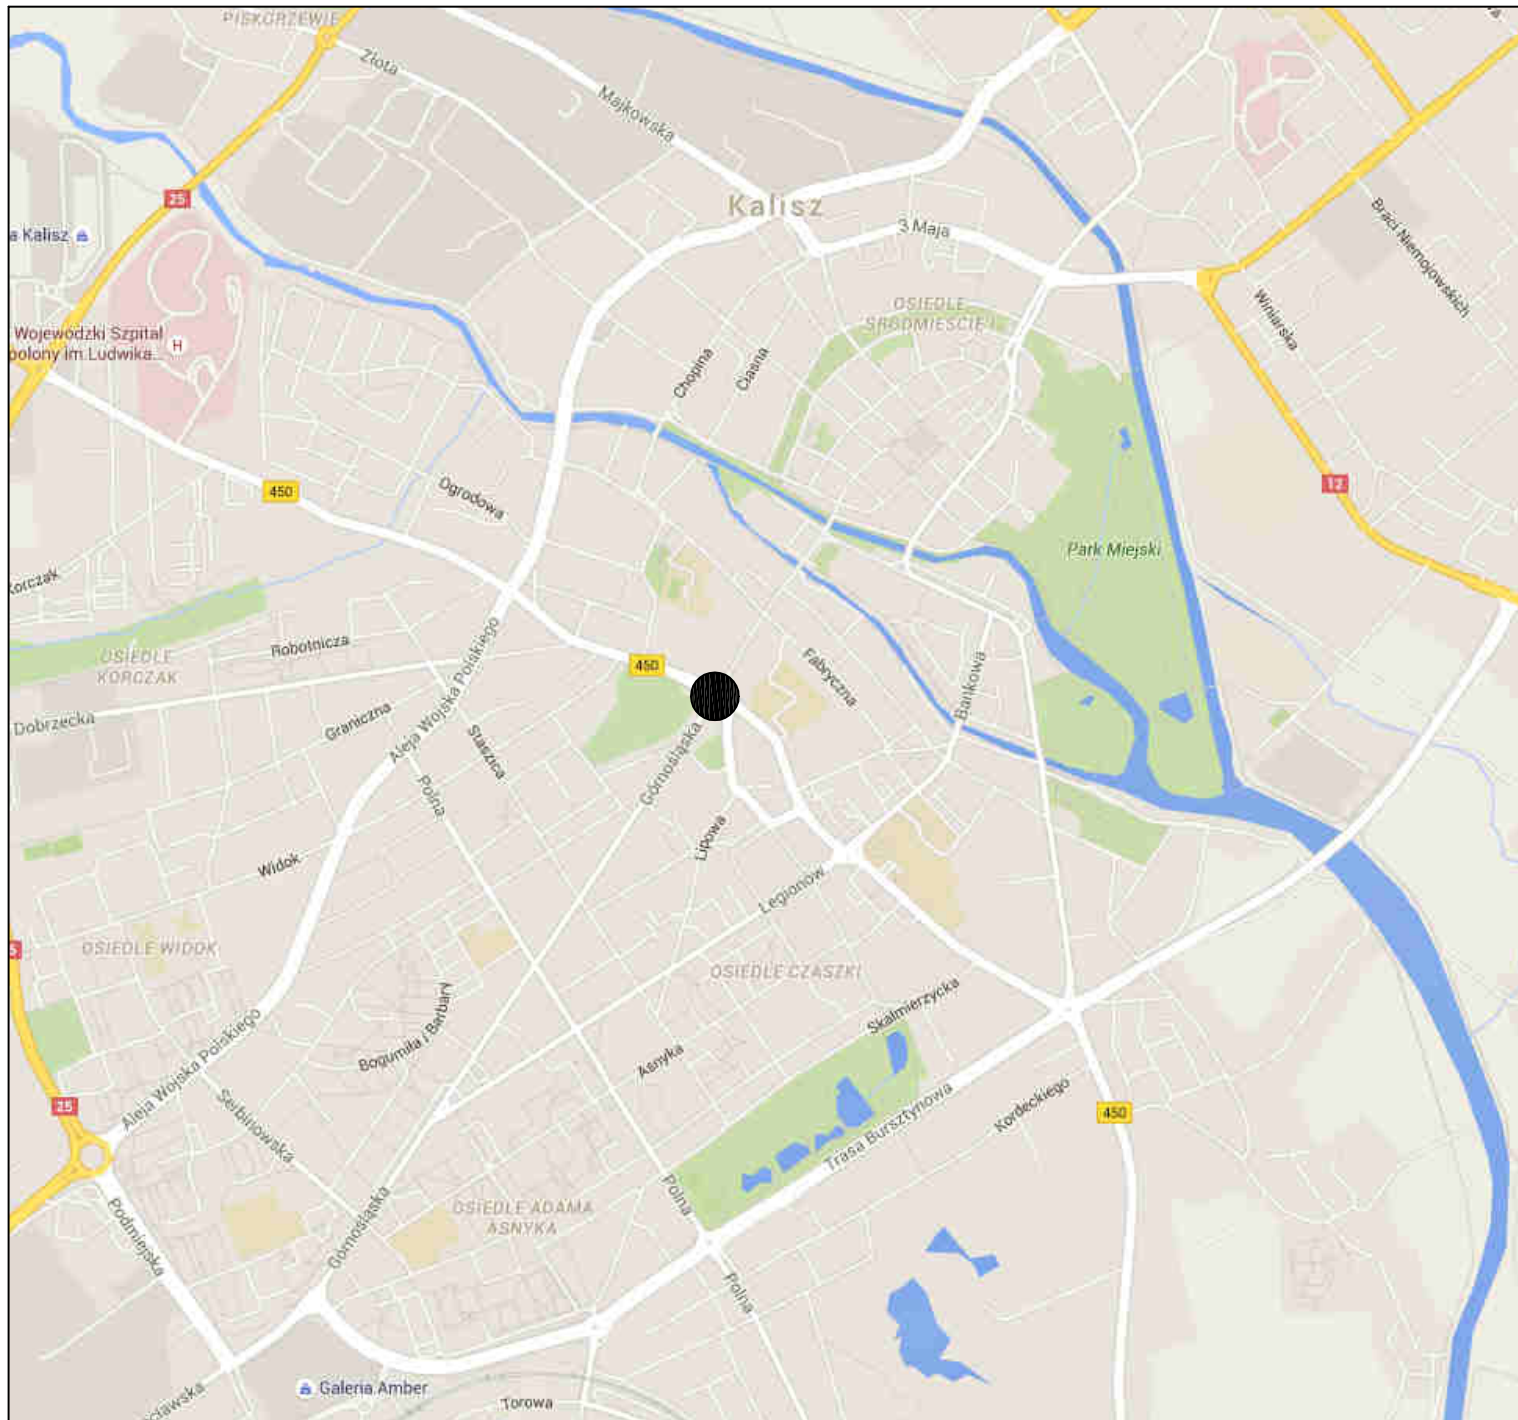 PISKORZEWIE
Złota
Majkowska
25
Kalisz
a Kalisz
3 Maja
Braci Niemojowskich
OSIEDLE
ŚRÓDMIEŚCIE I
Winiarska
Wojewódzki Szpital
polony im Ludwika...
H
Chopina
Ciasna
450
Ogrodowa
12
Park Miejski
Korczak
OSIEDLE
KORCZAK
Robotnicza
450
Fabryczna
Bankowa
Dobrzecka
Graniczna
Aleja Wojska Polskiego
Staszica
Górnośląska
Polna
Lipowa
Widok
Legionów
OSIEDLE WIDOK
OSIEDLE CZASZKI
Skalmierzycka
Bogumiła i Barbary
Asnyka
Aleja Wojska Polskiego
25
Serbinowska
Trasa Bursztynowa
Kordeckiego
450
Podmiejska
Górnośląska
OSIEDLE ADAMA
ASNYKA
Polna
Polna
Galeria Amber
Torowa